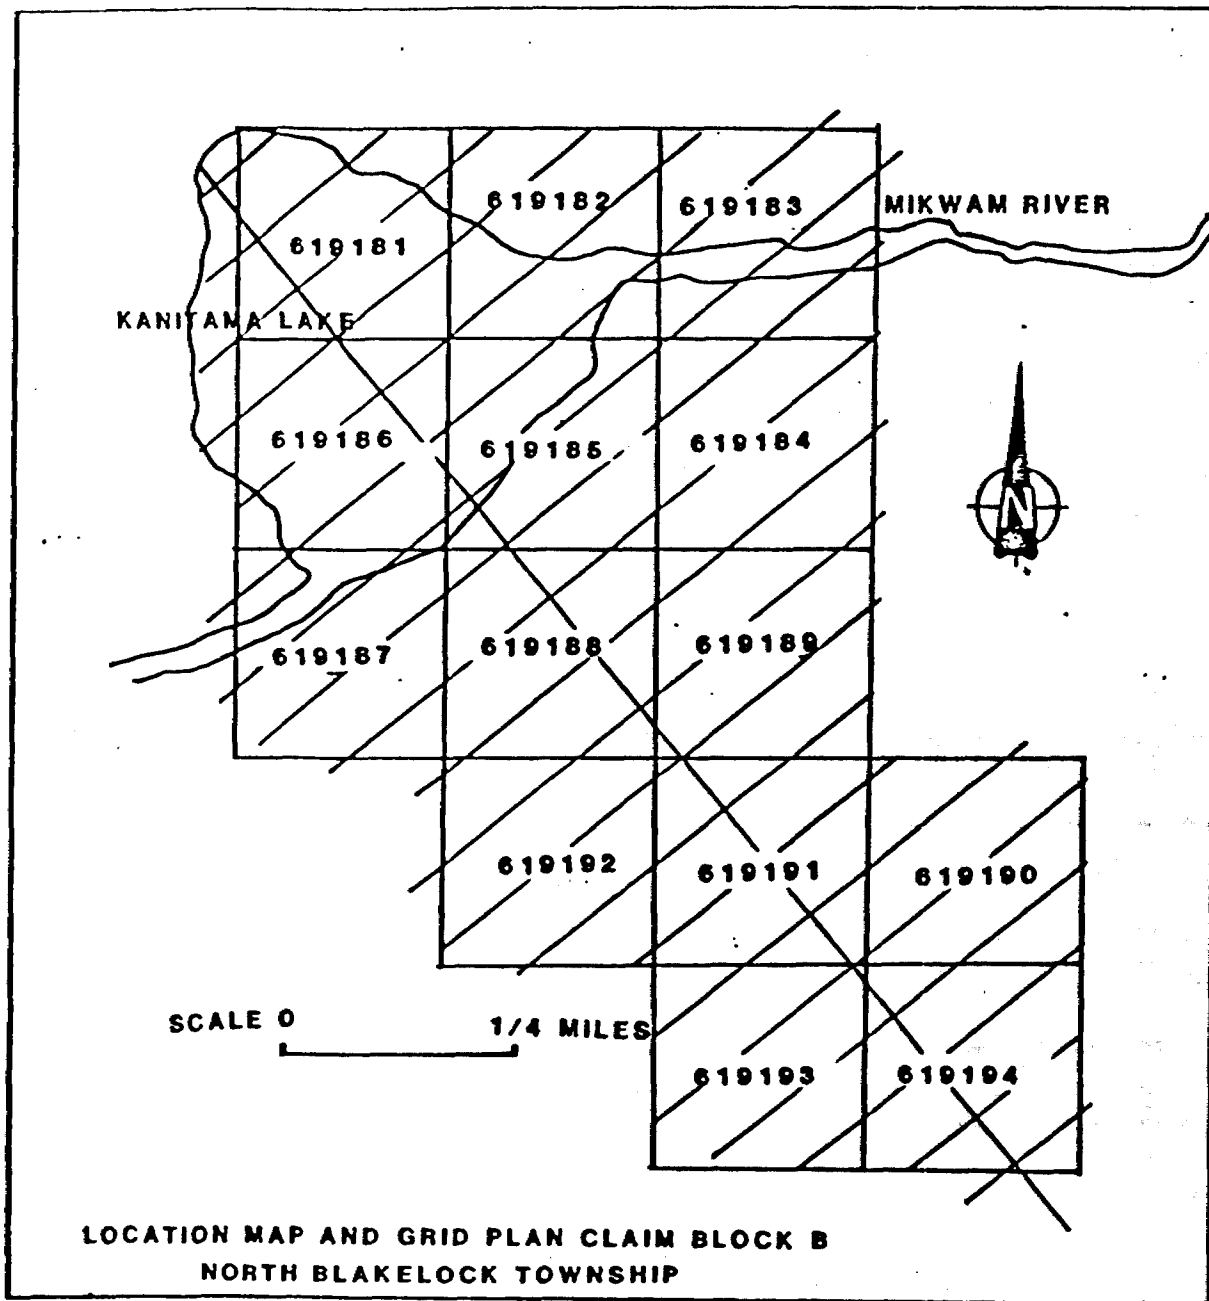 619182
619183
MIKWAM RIVER
619181
KANITAMA LAKE
619186
619185
619184
N
619187
619188
619189
619192
619191
619190
SCALE 0 1/4 MILES
619193
619194
LOCATION MAP AND GRID PLAN CLAIM BLOCK B
NORTH BLAKELOCK TOWNSHIP